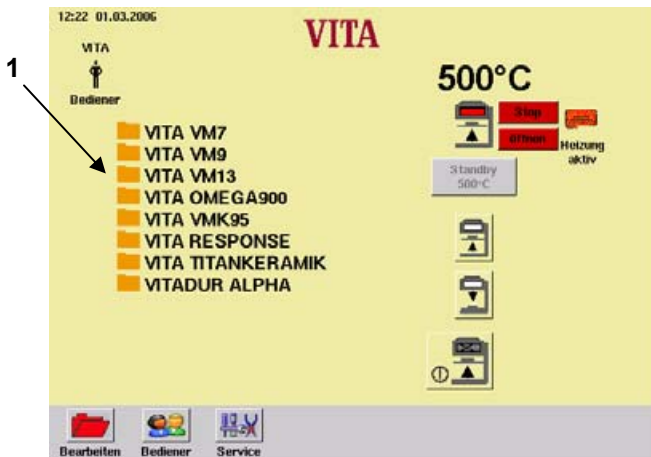 12:22 01.03.2006
VITA
VITA
Bediener
1
500°C
Stop
öffnen
Heizung
aktiv
Standby
500°C
VITA VM7
VITA VM9
VITA VM13
VITA OMEGA900
VITA VMK95
VITA RESPONSE
VITA TITANKERAMIK
VITADUR ALPHA
Bearbeiten
Bediener
Service